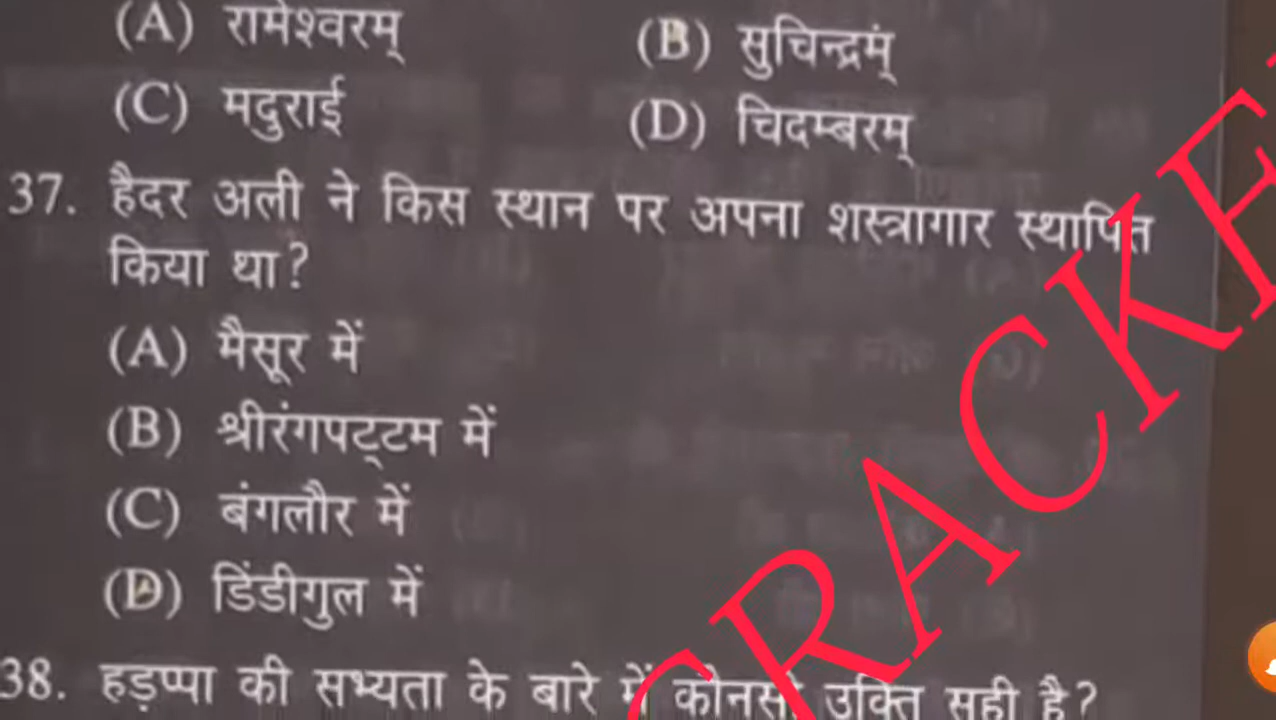 (A) रामेश्वरम्
(B) सुचिन्द्रमं्
(C) मदुराई
(D) चिदम्बरम्
37. हैदर अली ने किस स्थान पर अपना शस्त्रागार स्थापित
किया था?
(A) मैसूर में
(B) श्रीरंगपट्टम में
(C) बंगलौर में
(D) डिंडीगुल में
38. हड़प्पा की सभ्यता के बारे में कौनसी उक्ति सही है?
CRACKE